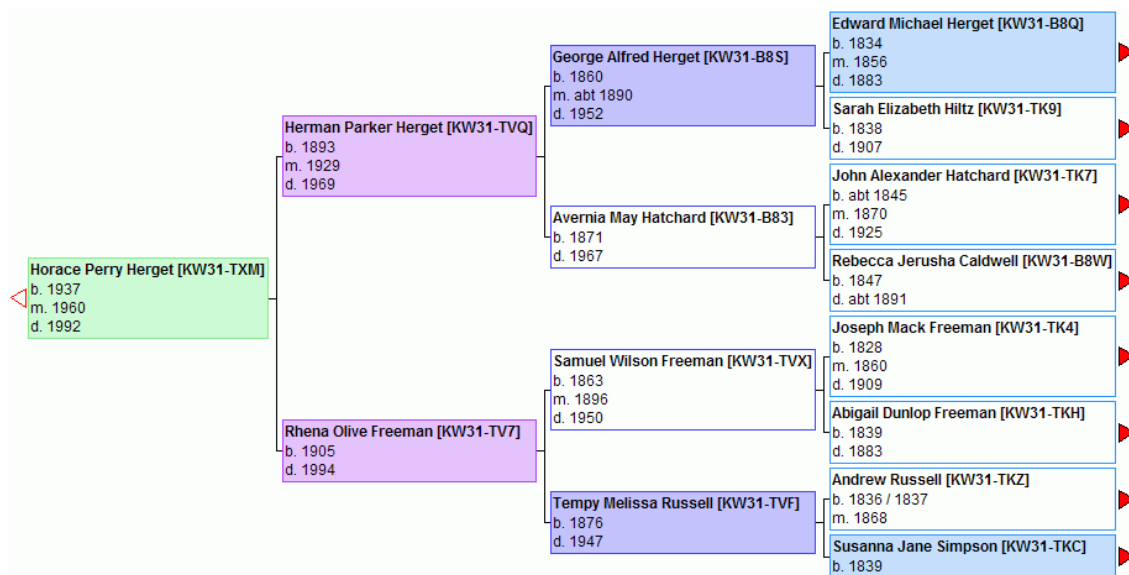 Horace Perry Herget [KW31-TXM]
b. 1937
m. 1960
d. 1992
Herman Parker Herget [KW31-TVQ]
b. 1893
m. 1929
d. 1969
Rhena Olive Freeman [KW31-TV7]
b. 1905
d. 1994
George Alfred Herget [KW31-B8S]
b. 1860
m. abt 1890
d. 1952
Avernia May Hatchard [KW31-B83]
b. 1871
d. 1967
Samuel Wilson Freeman [KW31-TVX]
b. 1863
m. 1896
d. 1950
Tempy Melissa Russell [KW31-TVF]
b. 1876
d. 1947
Edward Michael Herget [KW31-B8Q]
b. 1834
m. 1856
d. 1883
Sarah Elizabeth Hiltz [KW31-TK9]
b. 1838
d. 1907
John Alexander Hatchard [KW31-TK7]
b. abt 1845
m. 1870
d. 1925
Rebecca Jerusha Caldwell [KW31-B8W]
b. 1847
d. abt 1891
Joseph Mack Freeman [KW31-TK4]
b. 1828
m. 1860
d. 1909
Abigail Dunlop Freeman [KW31-TKH]
b. 1839
d. 1883
Andrew Russell [KW31-TKZ]
b. 1836 / 1837
m. 1868
Susanna Jane Simpson [KW31-TKC]
b. 1839